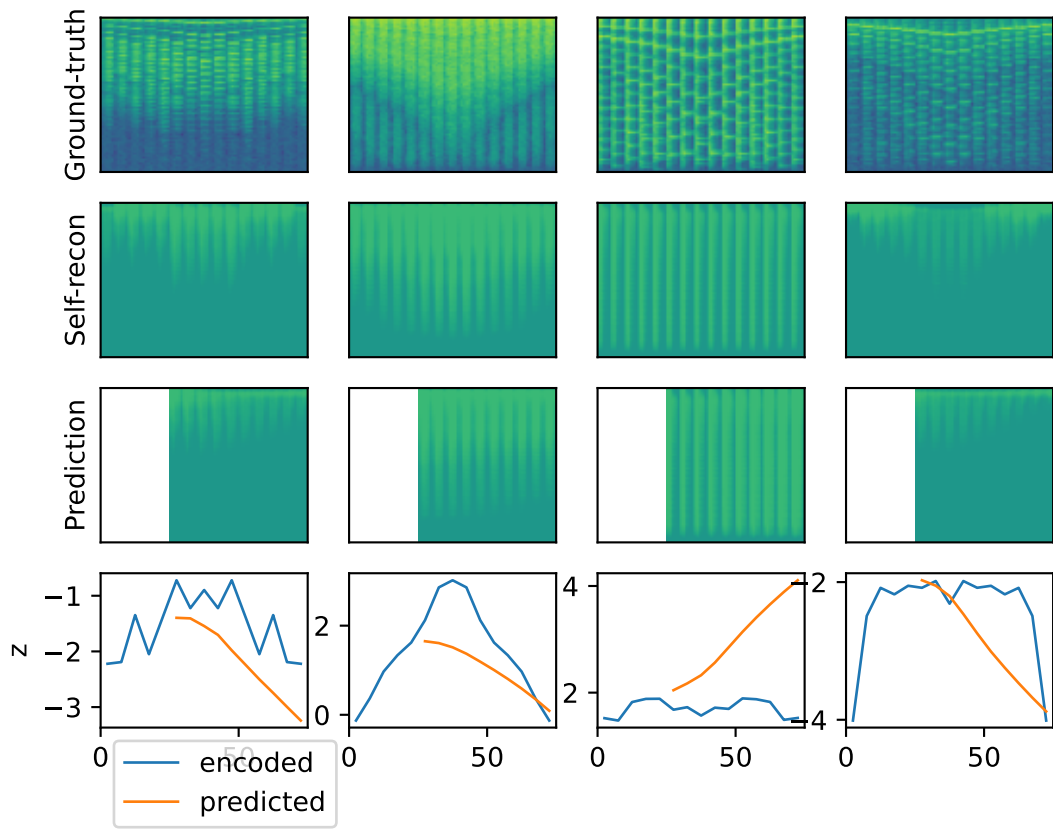 Ground-truth
Self-recon
Prediction
z
−1
−2
−3
2
0
4
2
−2
−4
0 50
0 50
0 50
0 50
encoded
predicted